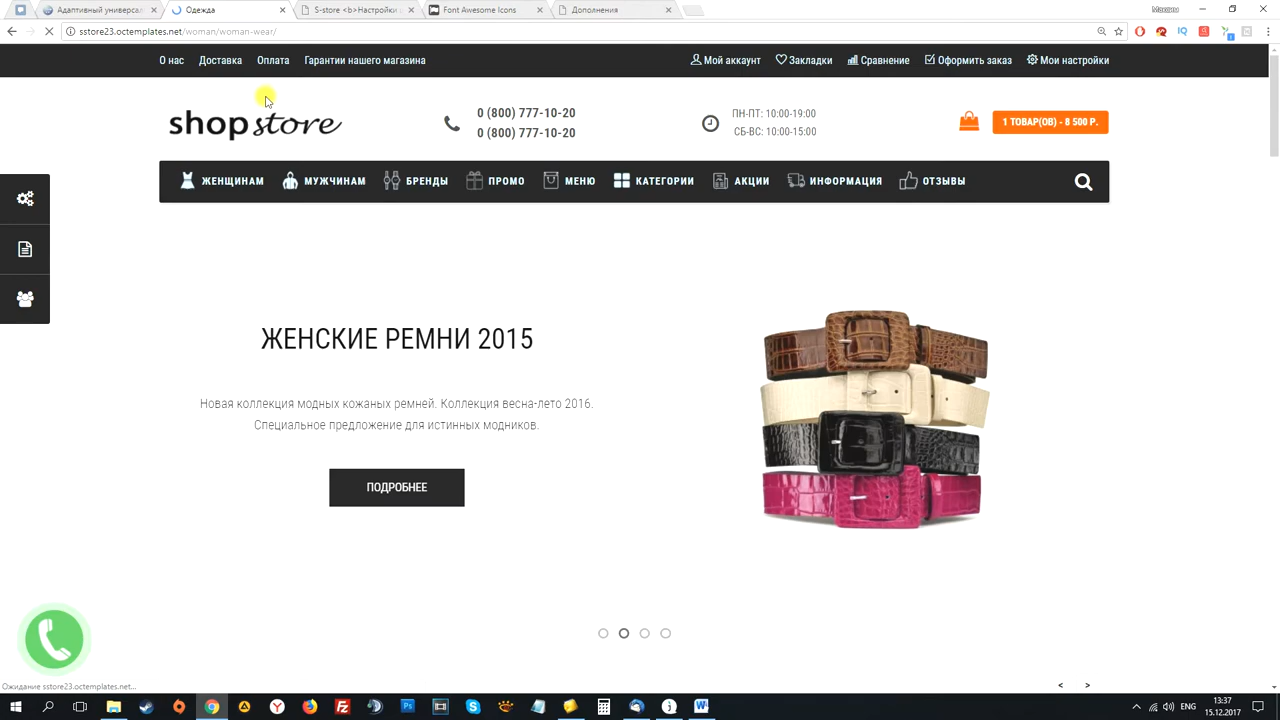 Адаптивный универсал
Одежда
S-store <b>Настройки
Font Awesome Icons
Дополнения
sstore23.octemplates.net/woman/woman-wear/
О нас
Доставка
Оплата
Гарантии нашего магазина
Мой аккаунт
Закладки
Сравнение
Оформить заказ
Мои настройки
shop store
0 (800) 777-10-20
0 (800) 777-10-20
ПН-ПТ: 10:00-19:00
СБ-ВС: 10:00-15:00
1 ТОВАР(ОВ) - 8 500 Р.
ЖЕНЩИНАМ
МУЖЧИНАМ
БРЕНДЫ
ПРОМО
МЕНЮ
КАТЕГОРИИ
АКЦИИ
ИНФОРМАЦИЯ
ОТЗЫВЫ
ЖЕНСКИЕ РЕМНИ 2015
Новая коллекция модных кожаных ремней. Коллекция весна-лето 2016.
Специальное предложение для истинных модников.
ПОДРОБНЕЕ
< >
Ожидание sstore23.octemplates.net...
ENG
13:37
15.12.2017